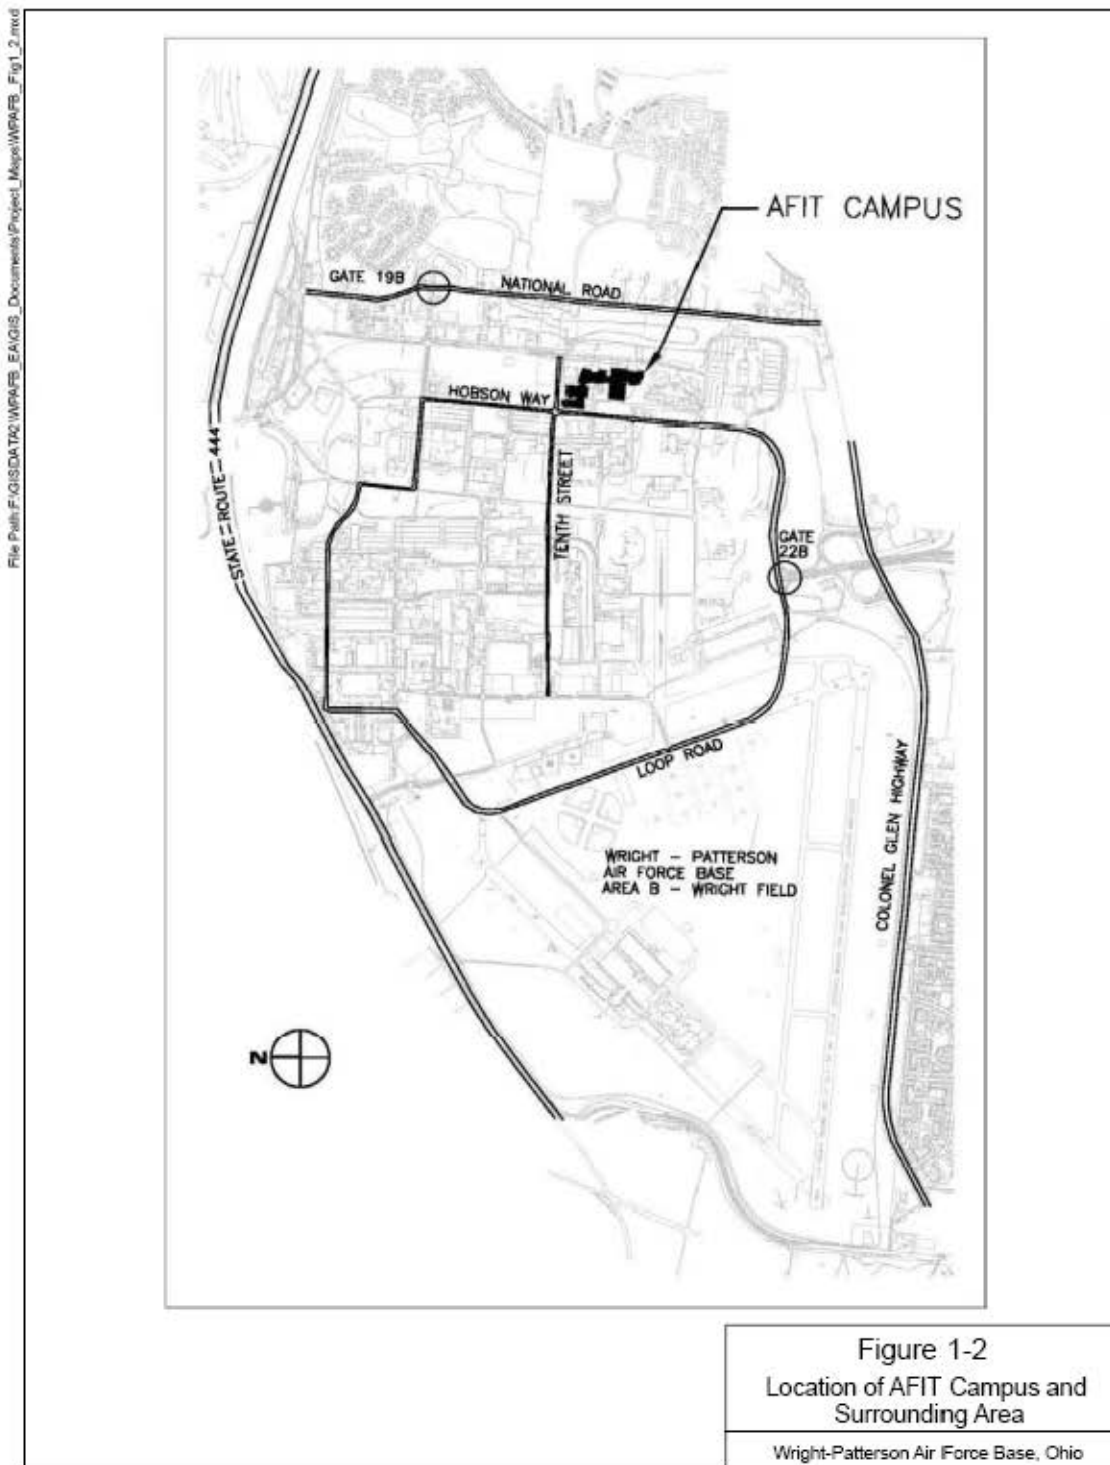 File Path: F:\GISDATA2\WPAFB_EA\GIS_Documents\Project_Maps\WPAFB_Fig1_2.mxd
AFIT CAMPUS
GATE 19B
NATIONAL ROAD
HOBSON WAY
STATE ROUTE 444
TENTH STREET
GATE
22B
LOOP ROAD
COLONEL GLEN HIGHWAY
WRIGHT - PATTERSON
AIR FORCE BASE
AREA B - WRIGHT FIELD
N
Figure 1-2
Location of AFIT Campus and
Surrounding Area
Wright-Patterson Air Force Base, Ohio